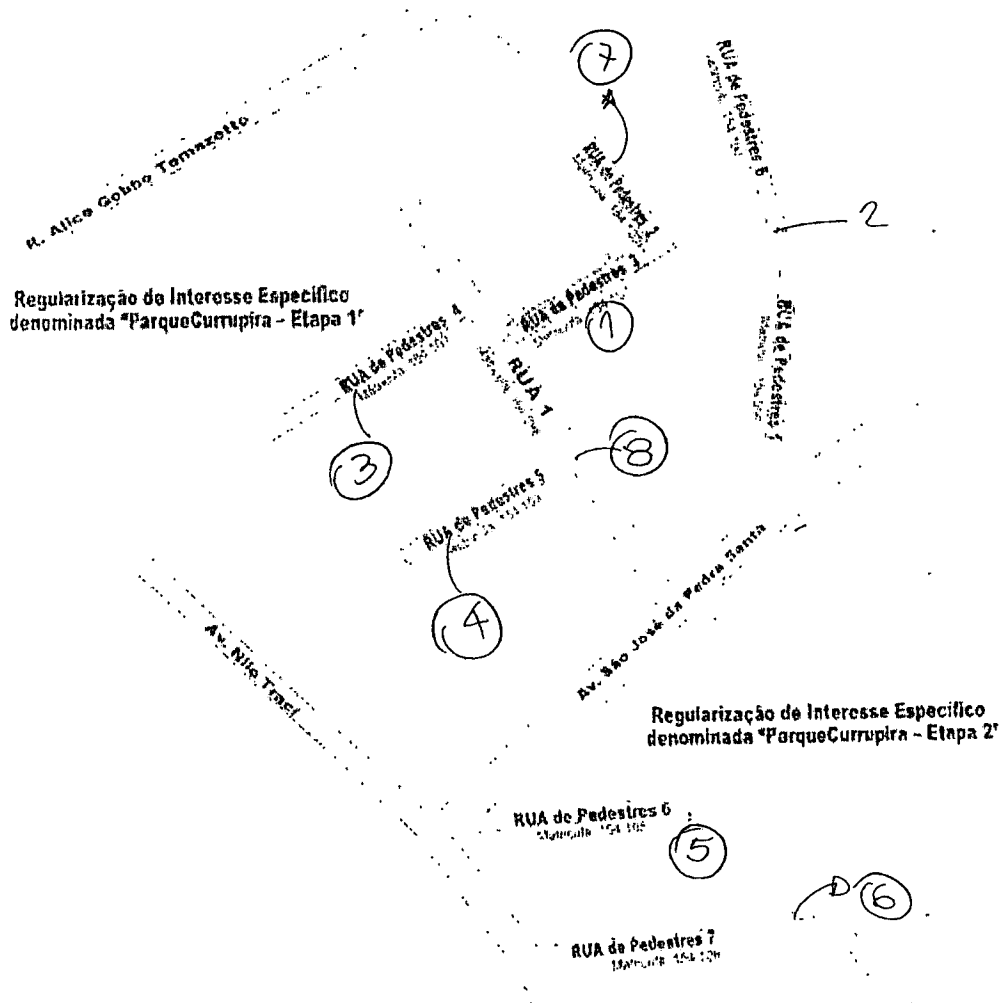 7
RUA de Pedestres 8
R. Alice Gobbo Tomazetto
RUA de Pedestres 2
2
Regularização de Interesse Específico
denominada "ParqueCurrupira - Etapa 1"
RUA de Pedestres 3
1
RUA de Pedestres 4
RUA 1
RUA de Pedestres 1
3
8
RUA de Pedestres 5
4
Av. São José da Pedra Santa
Av. Nilo Traci
Regularização de Interesse Específico
denominada "ParqueCurrupira - Etapa 2"
RUA de Pedestres 6
5
6
RUA de Pedestres 7